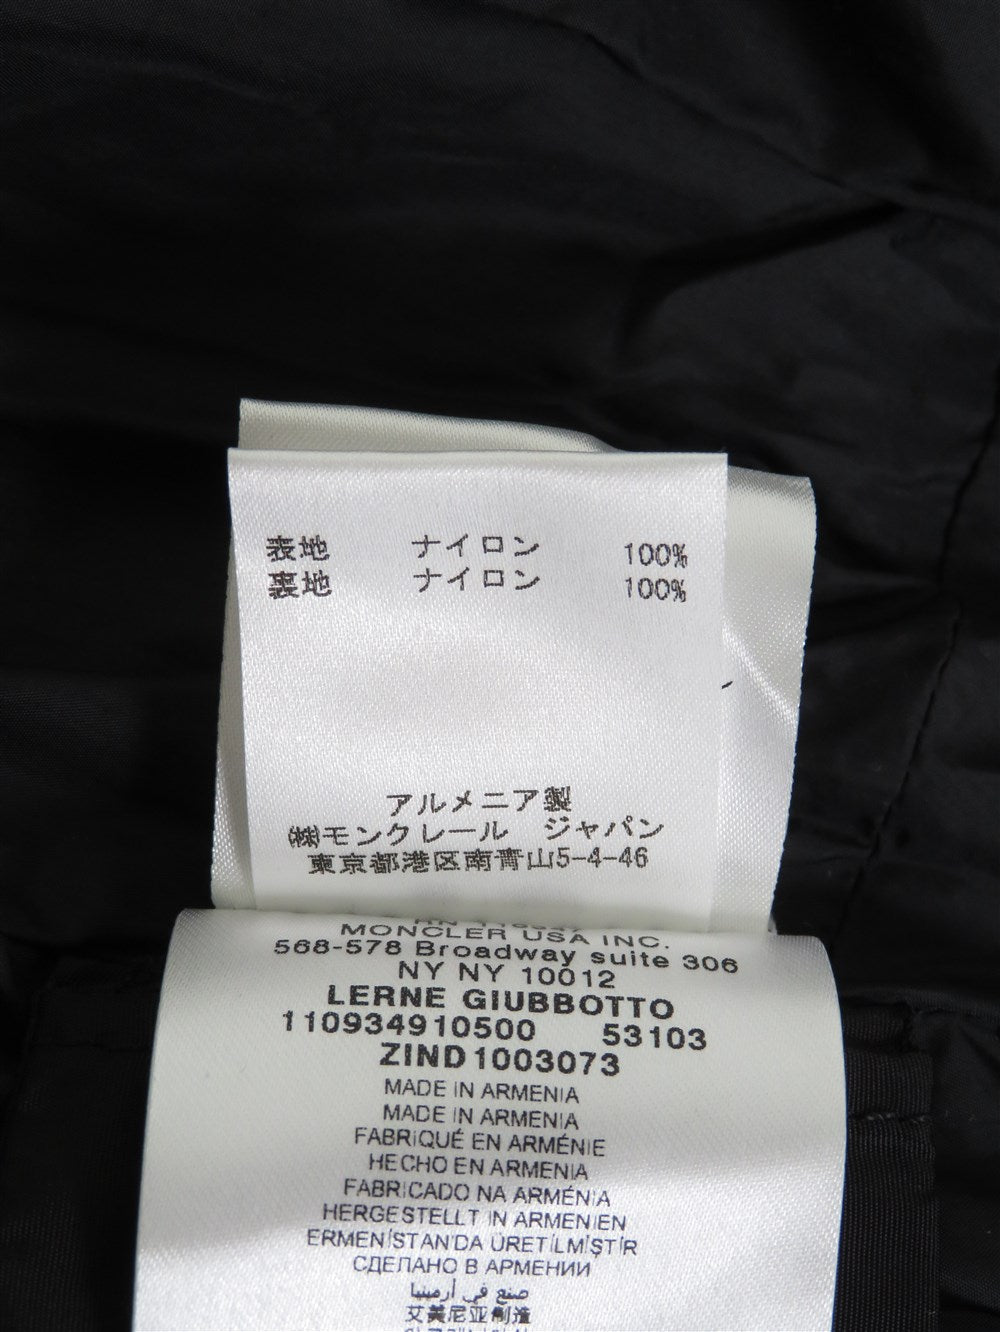 表地 ナイロン 100%
裏地 ナイロン 100%
アルメニア製
㈱モンクレール ジャパン
東京都港区南青山5-4-46
MONCLER USA INC.
568-578 Broadway suite 306
NY NY 10012
LERNE GIUBBOTTO
110934910500 53103
ZIND1003073
MADE IN ARMENIA
MADE IN ARMENIA
FABRIQUÉ EN ARMÉNIE
HECHO EN ARMENIA
FABRICADO NA ARMÉNIA
HERGESTELLT IN ARMENIEN
ERMENİSTAN'DA ÜRETİLMİŞTİR
СДЕЛАНО В АРМЕНИИ
صنع في أرمينيا
艾美尼亚制造